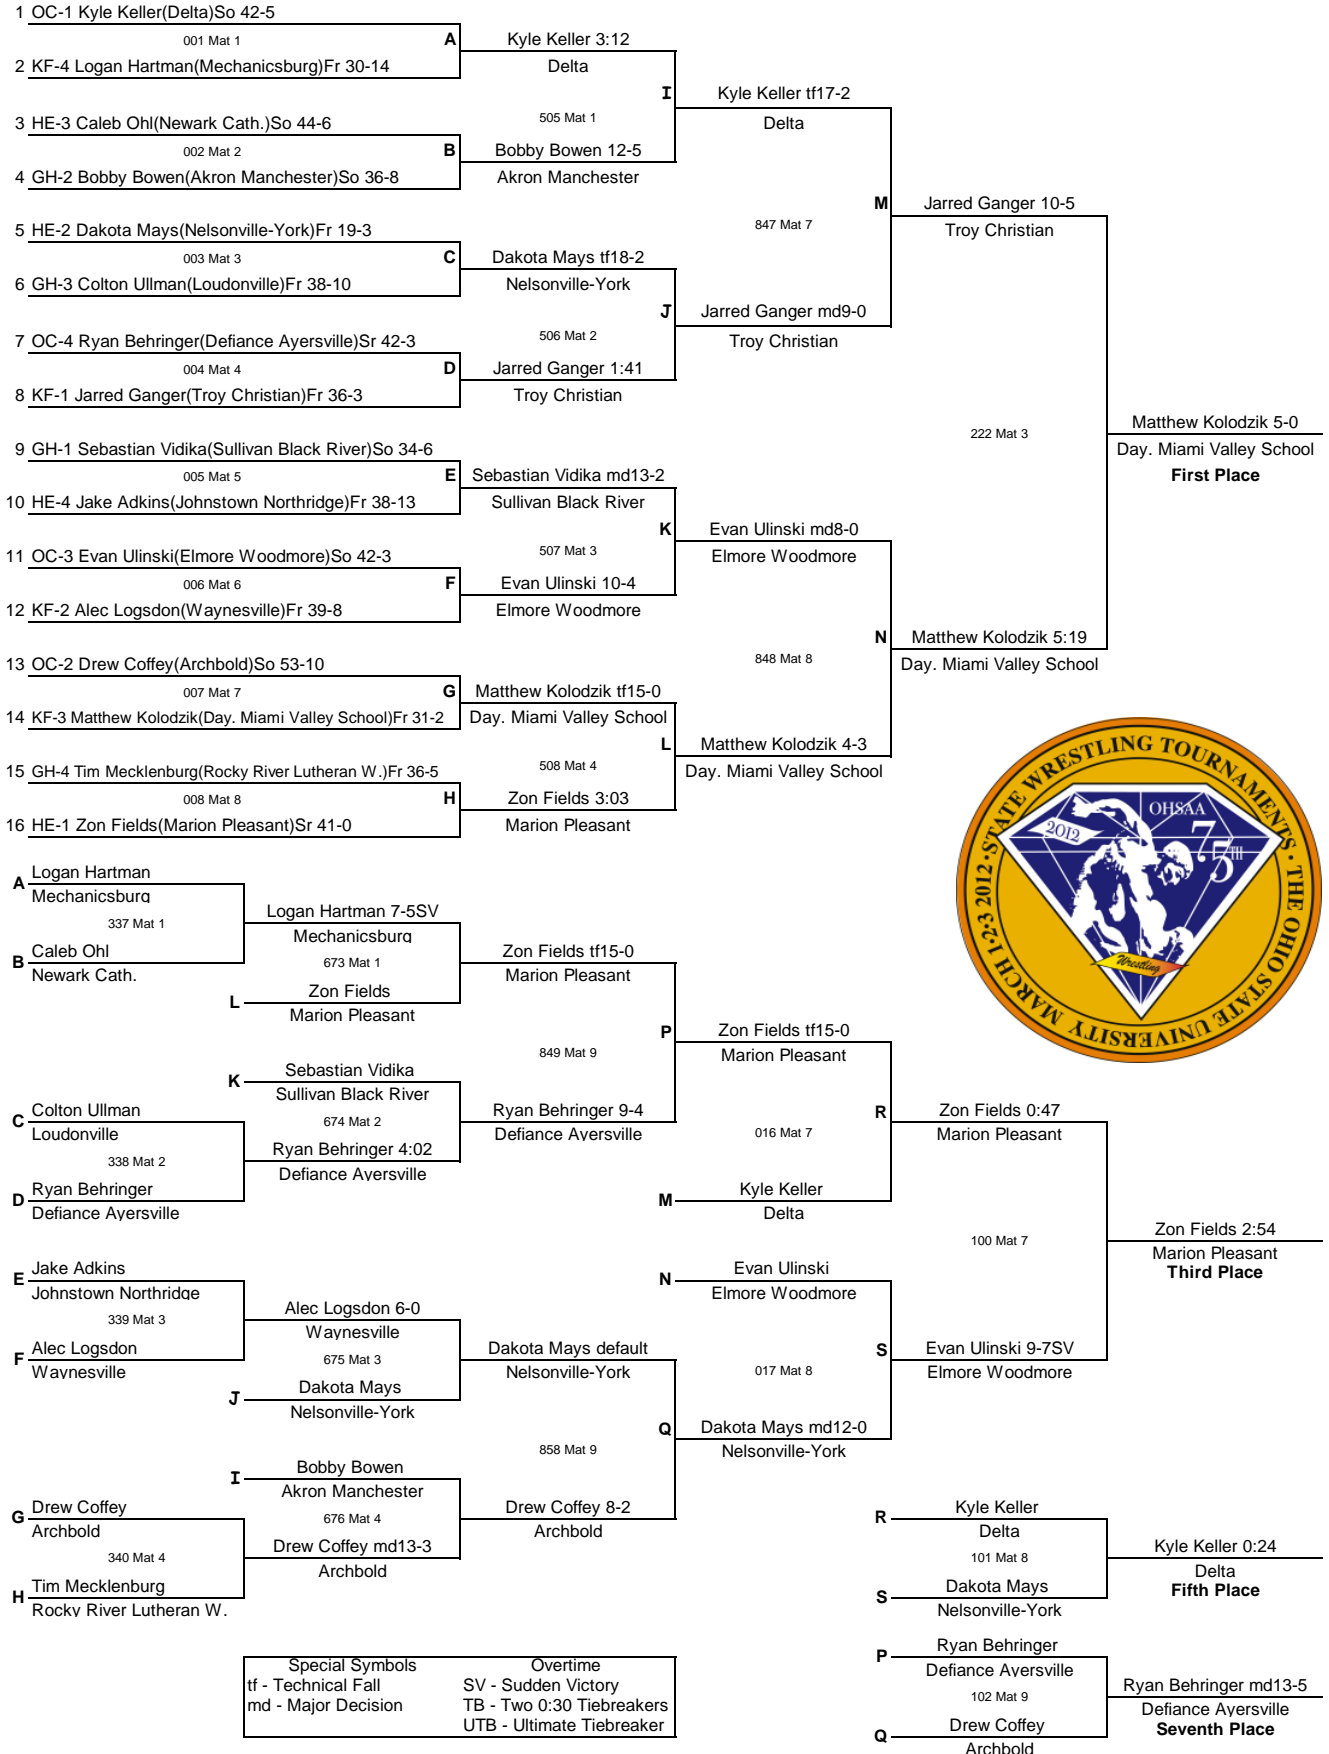 1 OC-1 Kyle Keller(Delta)So 42-5
001 Mat 1
A
2 KF-4 Logan Hartman(Mechanicsburg)Fr 30-14
Kyle Keller 3:12
Delta
3 HE-3 Caleb Ohl(Newark Cath.)So 44-6
002 Mat 2
B
4 GH-2 Bobby Bowen(Akron Manchester)So 36-8
Bobby Bowen 12-5
Akron Manchester
I
505 Mat 1
Kyle Keller tf17-2
Delta
5 HE-2 Dakota Mays(Nelsonville-York)Fr 19-3
003 Mat 3
C
6 GH-3 Colton Ullman(Loudonville)Fr 38-10
Dakota Mays tf18-2
Nelsonville-York
7 OC-4 Ryan Behringer(Defiance Ayersville)Sr 42-3
004 Mat 4
D
8 KF-1 Jarred Ganger(Troy Christian)Fr 36-3
Jarred Ganger 1:41
Troy Christian
J
506 Mat 2
Jarred Ganger md9-0
Troy Christian
M
847 Mat 7
Jarred Ganger 10-5
Troy Christian
9 GH-1 Sebastian Vidika(Sullivan Black River)So 34-6
005 Mat 5
E
10 HE-4 Jake Adkins(Johnstown Northridge)Fr 38-13
Sebastian Vidika md13-2
Sullivan Black River
11 OC-3 Evan Ulinski(Elmore Woodmore)So 42-3
006 Mat 6
F
12 KF-2 Alec Logsdon(Waynesville)Fr 39-8
Evan Ulinski 10-4
Elmore Woodmore
K
507 Mat 3
Evan Ulinski md8-0
Elmore Woodmore
13 OC-2 Drew Coffey(Archbold)So 53-10
007 Mat 7
G
14 KF-3 Matthew Kolodzik(Day. Miami Valley School)Fr 31-2
Matthew Kolodzik tf15-0
Day. Miami Valley School
15 GH-4 Tim Mecklenburg(Rocky River Lutheran W.)Fr 36-5
008 Mat 8
H
16 HE-1 Zon Fields(Marion Pleasant)Sr 41-0
Zon Fields 3:03
Marion Pleasant
L
508 Mat 4
Matthew Kolodzik 4-3
Day. Miami Valley School
N
848 Mat 8
Matthew Kolodzik 5:19
Day. Miami Valley School
222 Mat 3
Matthew Kolodzik 5-0
Day. Miami Valley School
First Place
STATE WRESTLING TOURNAMENTS · THE OHIO STATE UNIVERSITY MARCH 1·2·3 2012 ·
OHSAA
2012
75TH
Wrestling
A Logan Hartman
Mechanicsburg
337 Mat 1
B Caleb Ohl
Newark Cath.
Logan Hartman 7-5SV
Mechanicsburg
673 Mat 1
L Zon Fields
Marion Pleasant
Zon Fields tf15-0
Marion Pleasant
K Sebastian Vidika
Sullivan Black River
C Colton Ullman
Loudonville
338 Mat 2
D Ryan Behringer
Defiance Ayersville
674 Mat 2
Ryan Behringer 4:02
Defiance Ayersville
Ryan Behringer 9-4
Defiance Ayersville
P
849 Mat 9
Zon Fields tf15-0
Marion Pleasant
016 Mat 7
M Kyle Keller
Delta
R
Zon Fields 0:47
Marion Pleasant
E Jake Adkins
Johnstown Northridge
339 Mat 3
F Alec Logsdon
Waynesville
Alec Logsdon 6-0
Waynesville
675 Mat 3
J Dakota Mays
Nelsonville-York
Dakota Mays default
Nelsonville-York
I Bobby Bowen
Akron Manchester
G Drew Coffey
Archbold
340 Mat 4
H Tim Mecklenburg
Rocky River Lutheran W.
676 Mat 4
Drew Coffey md13-3
Archbold
Drew Coffey 8-2
Archbold
Q
858 Mat 9
Dakota Mays md12-0
Nelsonville-York
N Evan Ulinski
Elmore Woodmore
017 Mat 8
S
Evan Ulinski 9-7SV
Elmore Woodmore
100 Mat 7
Zon Fields 2:54
Marion Pleasant
Third Place
R Kyle Keller
Delta
101 Mat 8
S Dakota Mays
Nelsonville-York
Kyle Keller 0:24
Delta
Fifth Place
P Ryan Behringer
Defiance Ayersville
102 Mat 9
Q Drew Coffey
Archbold
Ryan Behringer md13-5
Defiance Ayersville
Seventh Place
Special Symbols Overtime
tf - Technical Fall SV - Sudden Victory
md - Major Decision TB - Two 0:30 Tiebreakers
UTB - Ultimate Tiebreaker